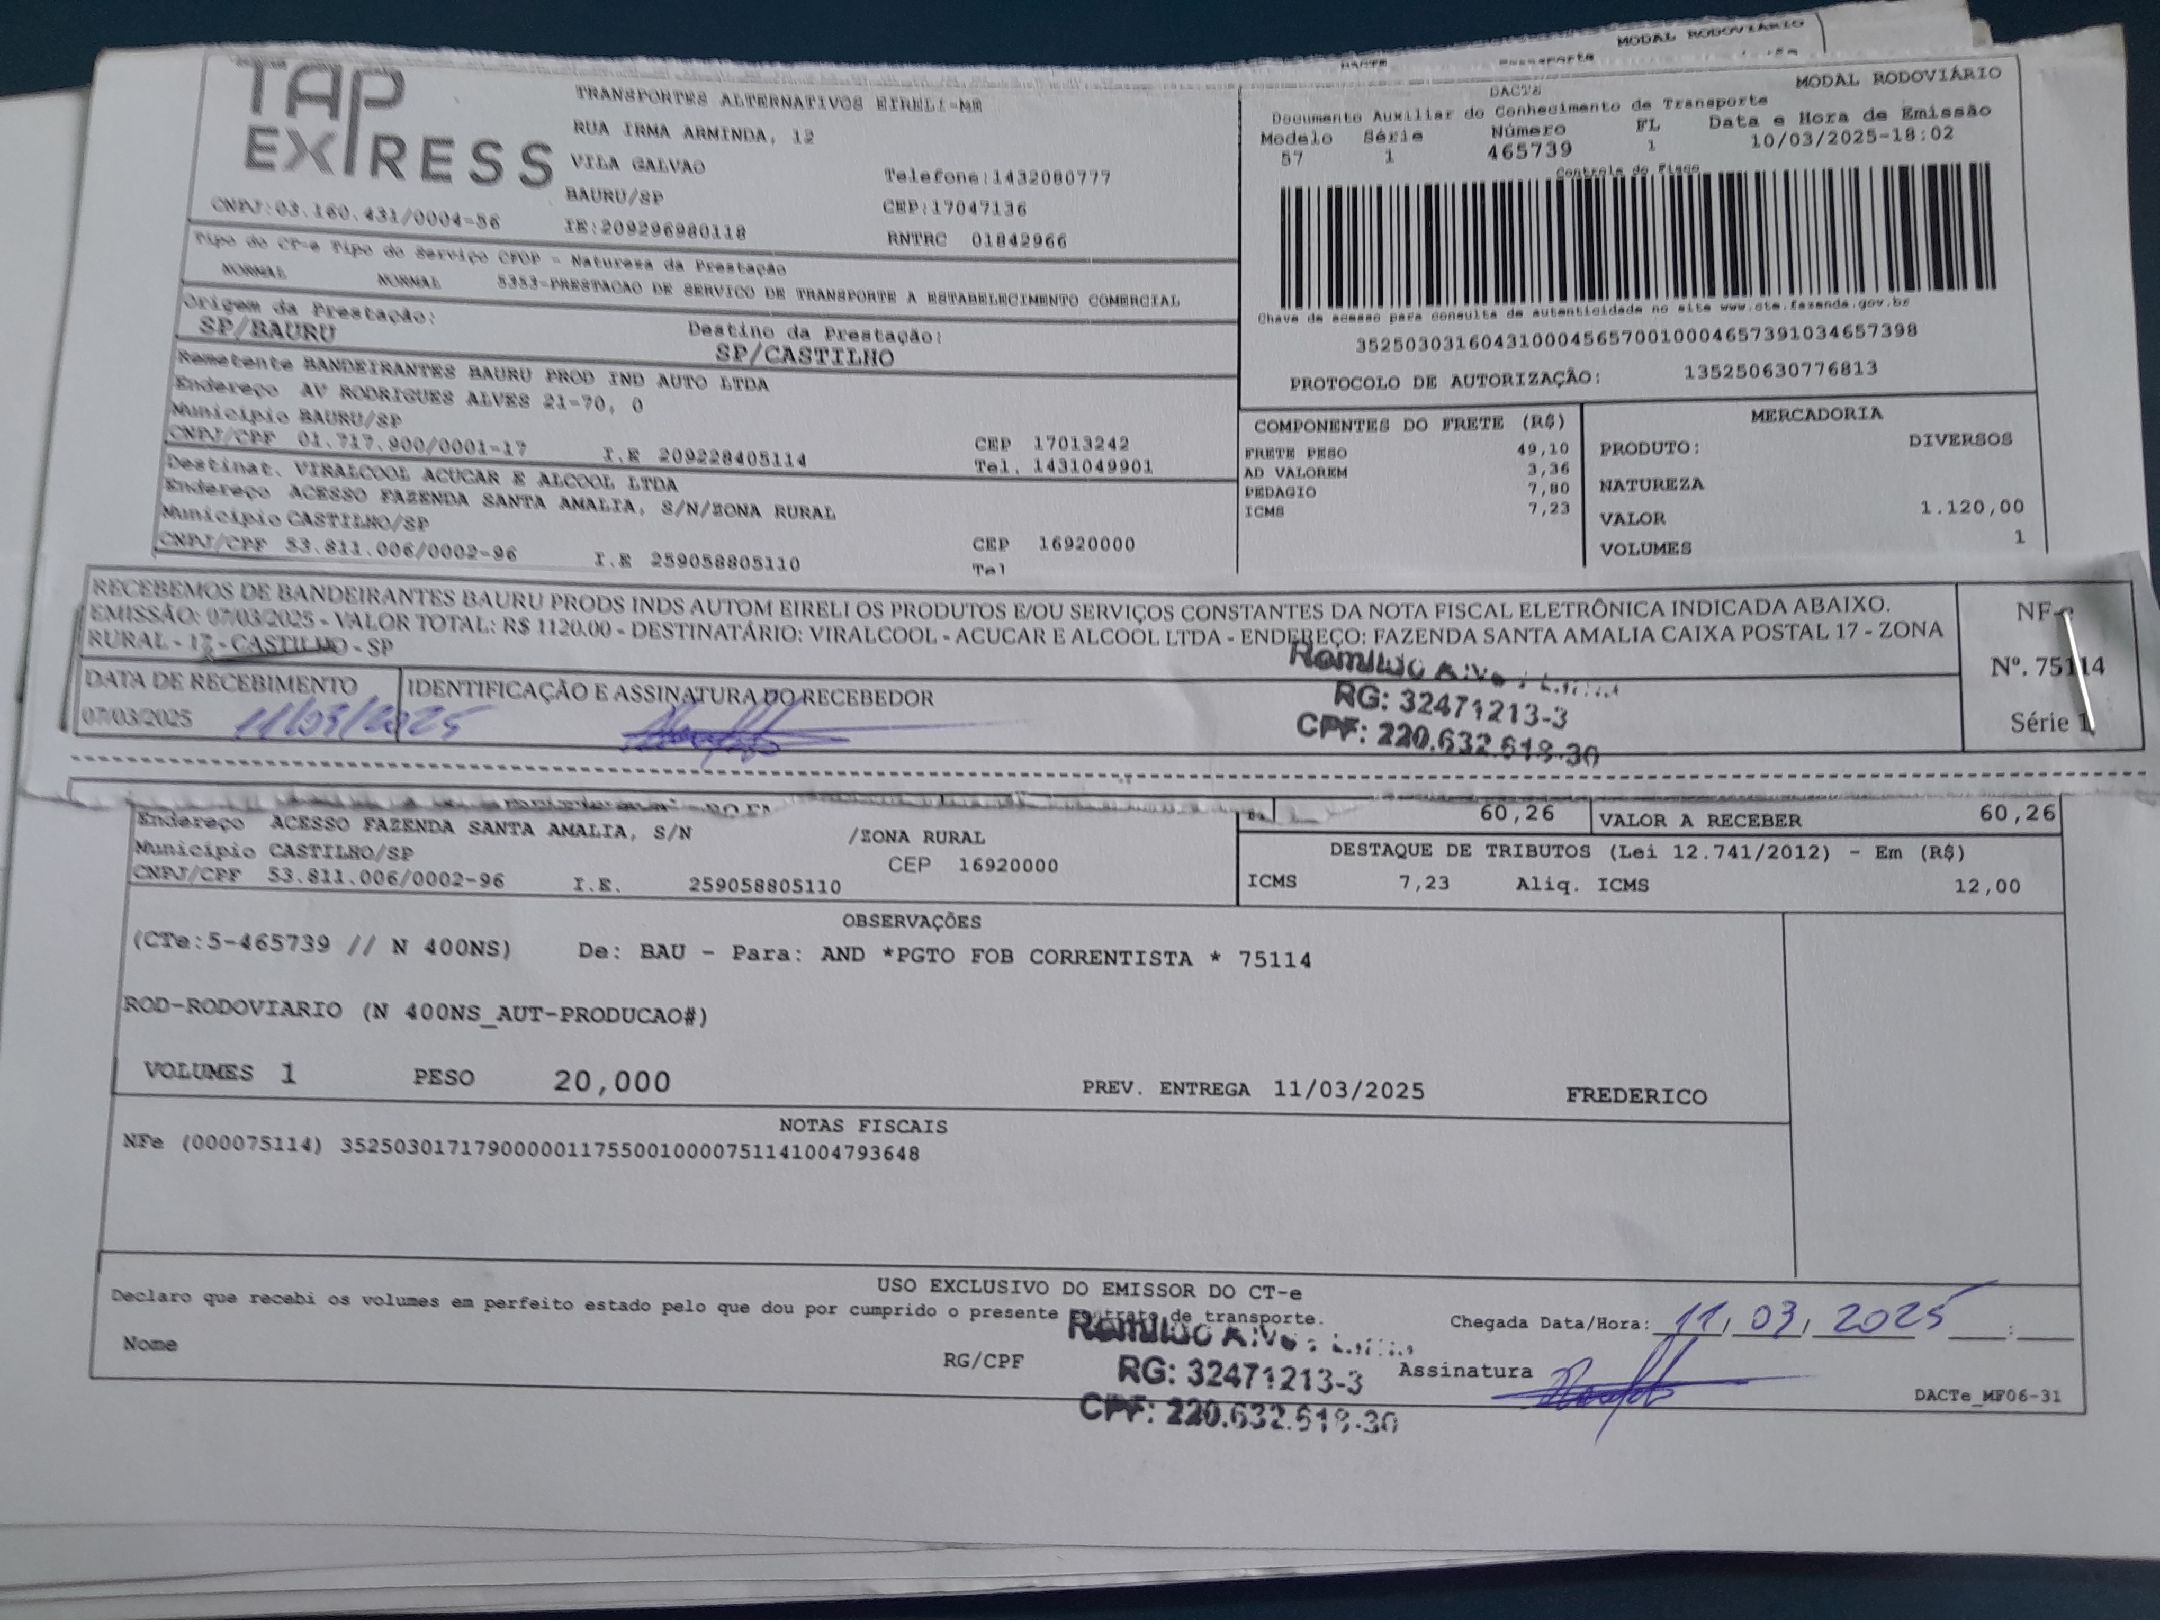 MODAL RODOVIÁRIO
TAP EXPRESS
TRANSPORTES ALTERNATIVOS EIRELI-ME
RUA IRMA ARMINDA, 12
VILA GALVAO
Telefone:1432080777
BAURU/SP
CEP:17047136
CNPJ:03.160.431/0004-56
IE:209296980118
RNTRC 01842966
DACTE
MODAL RODOVIÁRIO
Documento Auxiliar do Conhecimento de Transporte
Modelo Série Número FL Data e Hora de Emissão
57 1 465739 1 10/03/2025-18:02
Controle do Fisco
Chave de acesso para consulta de autenticidade no site www.cte.fazenda.gov.br
35250303160431000456570010004657391034657398
PROTOCOLO DE AUTORIZAÇÃO: 135250630776813
Tipo do CT-e Tipo do Serviço CFOP - Natureza da Prestação
NORMAL NORMAL 5353-PRESTACAO DE SERVICO DE TRANSPORTE A ESTABELECIMENTO COMERCIAL
Origem da Prestação: Destino da Prestação:
SP/BAURU SP/CASTILHO
Remetente BANDEIRANTES BAURU PROD IND AUTO LTDA
Endereço AV RODRIGUES ALVES 21-70, 0
Município BAURU/SP
CEP 17013242
CNPJ/CPF 01.717.900/0001-17 I.E 209228405114 Tel. 1431049901
Destinat. VIRALCOOL ACUCAR E ALCOOL LTDA
Endereço ACESSO FAZENDA SANTA AMALIA, S/N/ZONA RURAL
Município CASTILHO/SP
CEP 16920000
CNPJ/CPF 53.811.006/0002-96 I.E 259058805110 Tel
COMPONENTES DO FRETE (R$)
FRETE PESO 49,10
AD VALOREM 3,36
PEDAGIO 7,80
ICMS 7,23
MERCADORIA
PRODUTO: DIVERSOS
NATUREZA
VALOR 1.120,00
VOLUMES 1
RECEBEMOS DE BANDEIRANTES BAURU PRODS INDS AUTOM EIRELI OS PRODUTOS E/OU SERVIÇOS CONSTANTES DA NOTA FISCAL ELETRÔNICA INDICADA ABAIXO.
EMISSÃO: 07/03/2025 - VALOR TOTAL: R$ 1120.00 - DESTINATÁRIO: VIRALCOOL - ACUCAR E ALCOOL LTDA - ENDEREÇO: FAZENDA SANTA AMALIA CAIXA POSTAL 17 - ZONA
RURAL - 17 - CASTILHO - SP
NF-e
Nº. 75114
Série 1
DATA DE RECEBIMENTO
07/03/2025 11/03/2025
IDENTIFICAÇÃO E ASSINATURA DO RECEBEDOR
Romildo
RG: 32471213-3
CPF: 220.632.618-30
Endereço ACESSO FAZENDA SANTA AMALIA, S/N /ZONA RURAL
Município CASTILHO/SP CEP 16920000
CNPJ/CPF 53.811.006/0002-96 I.E. 259058805110
60,26 VALOR A RECEBER 60,26
DESTAQUE DE TRIBUTOS (Lei 12.741/2012) - Em (R$)
ICMS 7,23 Aliq. ICMS 12,00
OBSERVAÇÕES
(CTe:5-465739 // N 400NS) De: BAU - Para: AND *PGTO FOB CORRENTISTA * 75114
ROD-RODOVIARIO (N 400NS_AUT-PRODUCAO#)
VOLUMES 1 PESO 20,000 PREV. ENTREGA 11/03/2025 FREDERICO
NOTAS FISCAIS
NFe (000075114) 35250301717900000117550010000751141004793648
USO EXCLUSIVO DO EMISSOR DO CT-e
Declaro que recebi os volumes em perfeito estado pelo que dou por cumprido o presente contrato de transporte.
Chegada Data/Hora: 11, 03, 2025
Nome
RG/CPF
Romildo
RG: 32471213-3
CPF: 220.632.618-30
Assinatura
DACTe_MF06-31